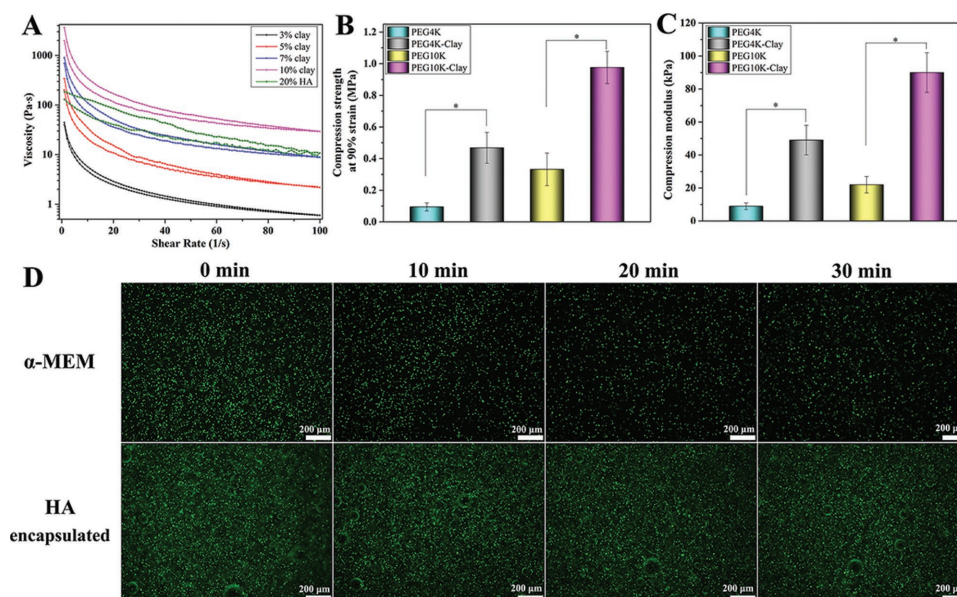 A
3% clay
5% clay
7% clay
10% clay
20% HA
1000
100
10
1
Viscosity (Pa·s)
0
20
40
60
80
100
Shear Rate (1/s)
B
PEG4K
PEG4K-Clay
PEG10K
PEG10K-Clay
*
*
1.2
1.0
0.8
0.6
0.4
0.2
0.0
Compression strength
at 90% strain (MPa)
C
PEG4K
PEG4K-Clay
PEG10K
PEG10K-Clay
*
*
100
80
60
40
20
0
Compression modulus (kPa)
D
0 min
10 min
20 min
30 min
α-MEM
200 μm
200 μm
200 μm
200 μm
HA
encapsulated
200 μm
200 μm
200 μm
200 μm